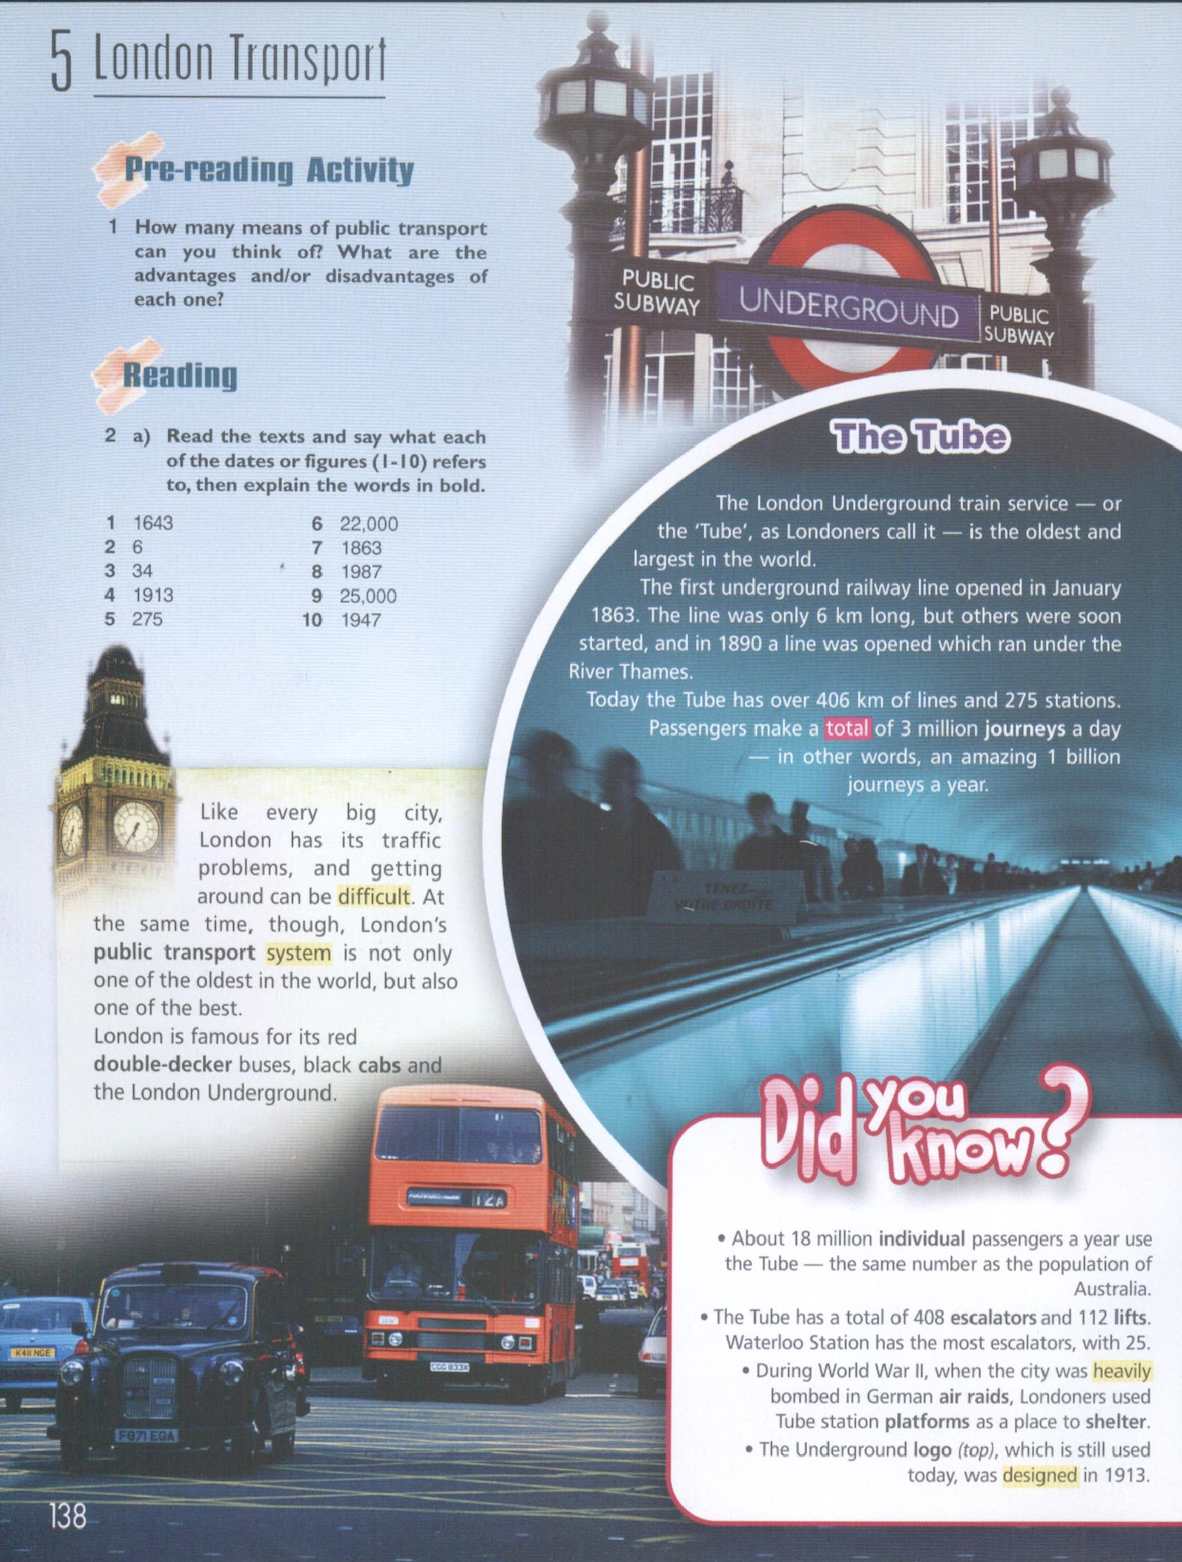 5 London Transport
Pre-reading Activity
1 How many means of public transport
can you think of? What are the
advantages and/or disadvantages of
each one?
Reading
2 a) Read the texts and say what each
of the dates or figures (1-10) refers
to, then explain the words in bold.
1 1643
2 6
3 34
4 1913
5 275
6 22,000
7 1863
8 1987
9 25,000
10 1947
Like every big city,
London has its traffic
problems, and getting
around can be difficult. At
the same time, though, London's
public transport system is not only
one of the oldest in the world, but also
one of the best.
London is famous for its red
double-decker buses, black cabs and
the London Underground.
PUBLIC
SUBWAY
UNDERGROUND
PUBLIC
SUBWAY
The Tube
The London Underground train service — or
the 'Tube', as Londoners call it — is the oldest and
largest in the world.
The first underground railway line opened in January
1863. The line was only 6 km long, but others were soon
started, and in 1890 a line was opened which ran under the
River Thames.
Today the Tube has over 406 km of lines and 275 stations.
Passengers make a total of 3 million journeys a day
— in other words, an amazing 1 billion
journeys a year.
TENEZ
VOTRE DROITE
Did you know?
• About 18 million individual passengers a year use
the Tube — the same number as the population of
Australia.
• The Tube has a total of 408 escalators and 112 lifts.
Waterloo Station has the most escalators, with 25.
• During World War II, when the city was heavily
bombed in German air raids, Londoners used
Tube station platforms as a place to shelter.
• The Underground logo (top), which is still used
today, was designed in 1913.
12A
F871 EGA
138